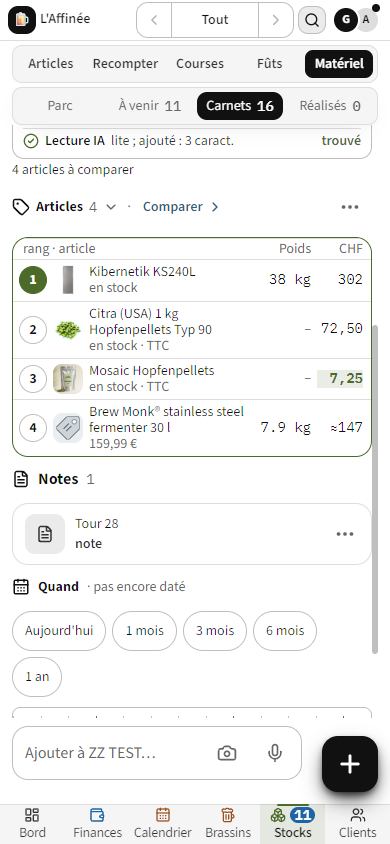 L'Affinée
Tout
G
A
Articles
Recompter
Courses
Fûts
Matériel
Parc
À venir 11
Carnets 16
Réalisés 0
Lecture IA lite ; ajouté : 3 caract.
trouvé
4 articles à comparer
Articles 4 · Comparer
rang · article
Poids
CHF
1
Kibernetik KS240L
en stock
38 kg
302
2
Citra (USA) 1 kg
Hopfenpellets Typ 90
en stock · TTC
–
72,50
3
Mosaic Hopfenpellets
en stock · TTC
–
7,25
4
Brew Monk® stainless steel
fermenter 30 l
159,99 €
7.9 kg
≈147
Notes 1
Tour 28
note
Quand · pas encore daté
Aujourd'hui
1 mois
3 mois
6 mois
1 an
Ajouter à ZZ TEST…
Bord
Finances
Calendrier
Brassins
11
Stocks
Clients